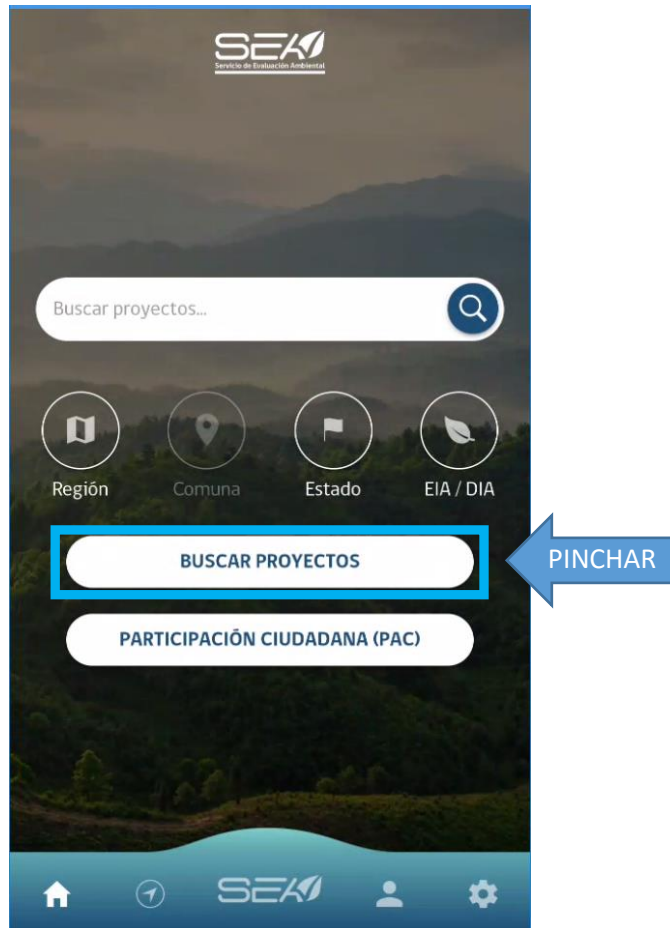 SEA
Servicio de Evaluación Ambiental
Buscar proyectos...
Región
Comuna
Estado
EIA / DIA
BUSCAR PROYECTOS
PINCHAR
PARTICIPACIÓN CIUDADANA (PAC)
SEA